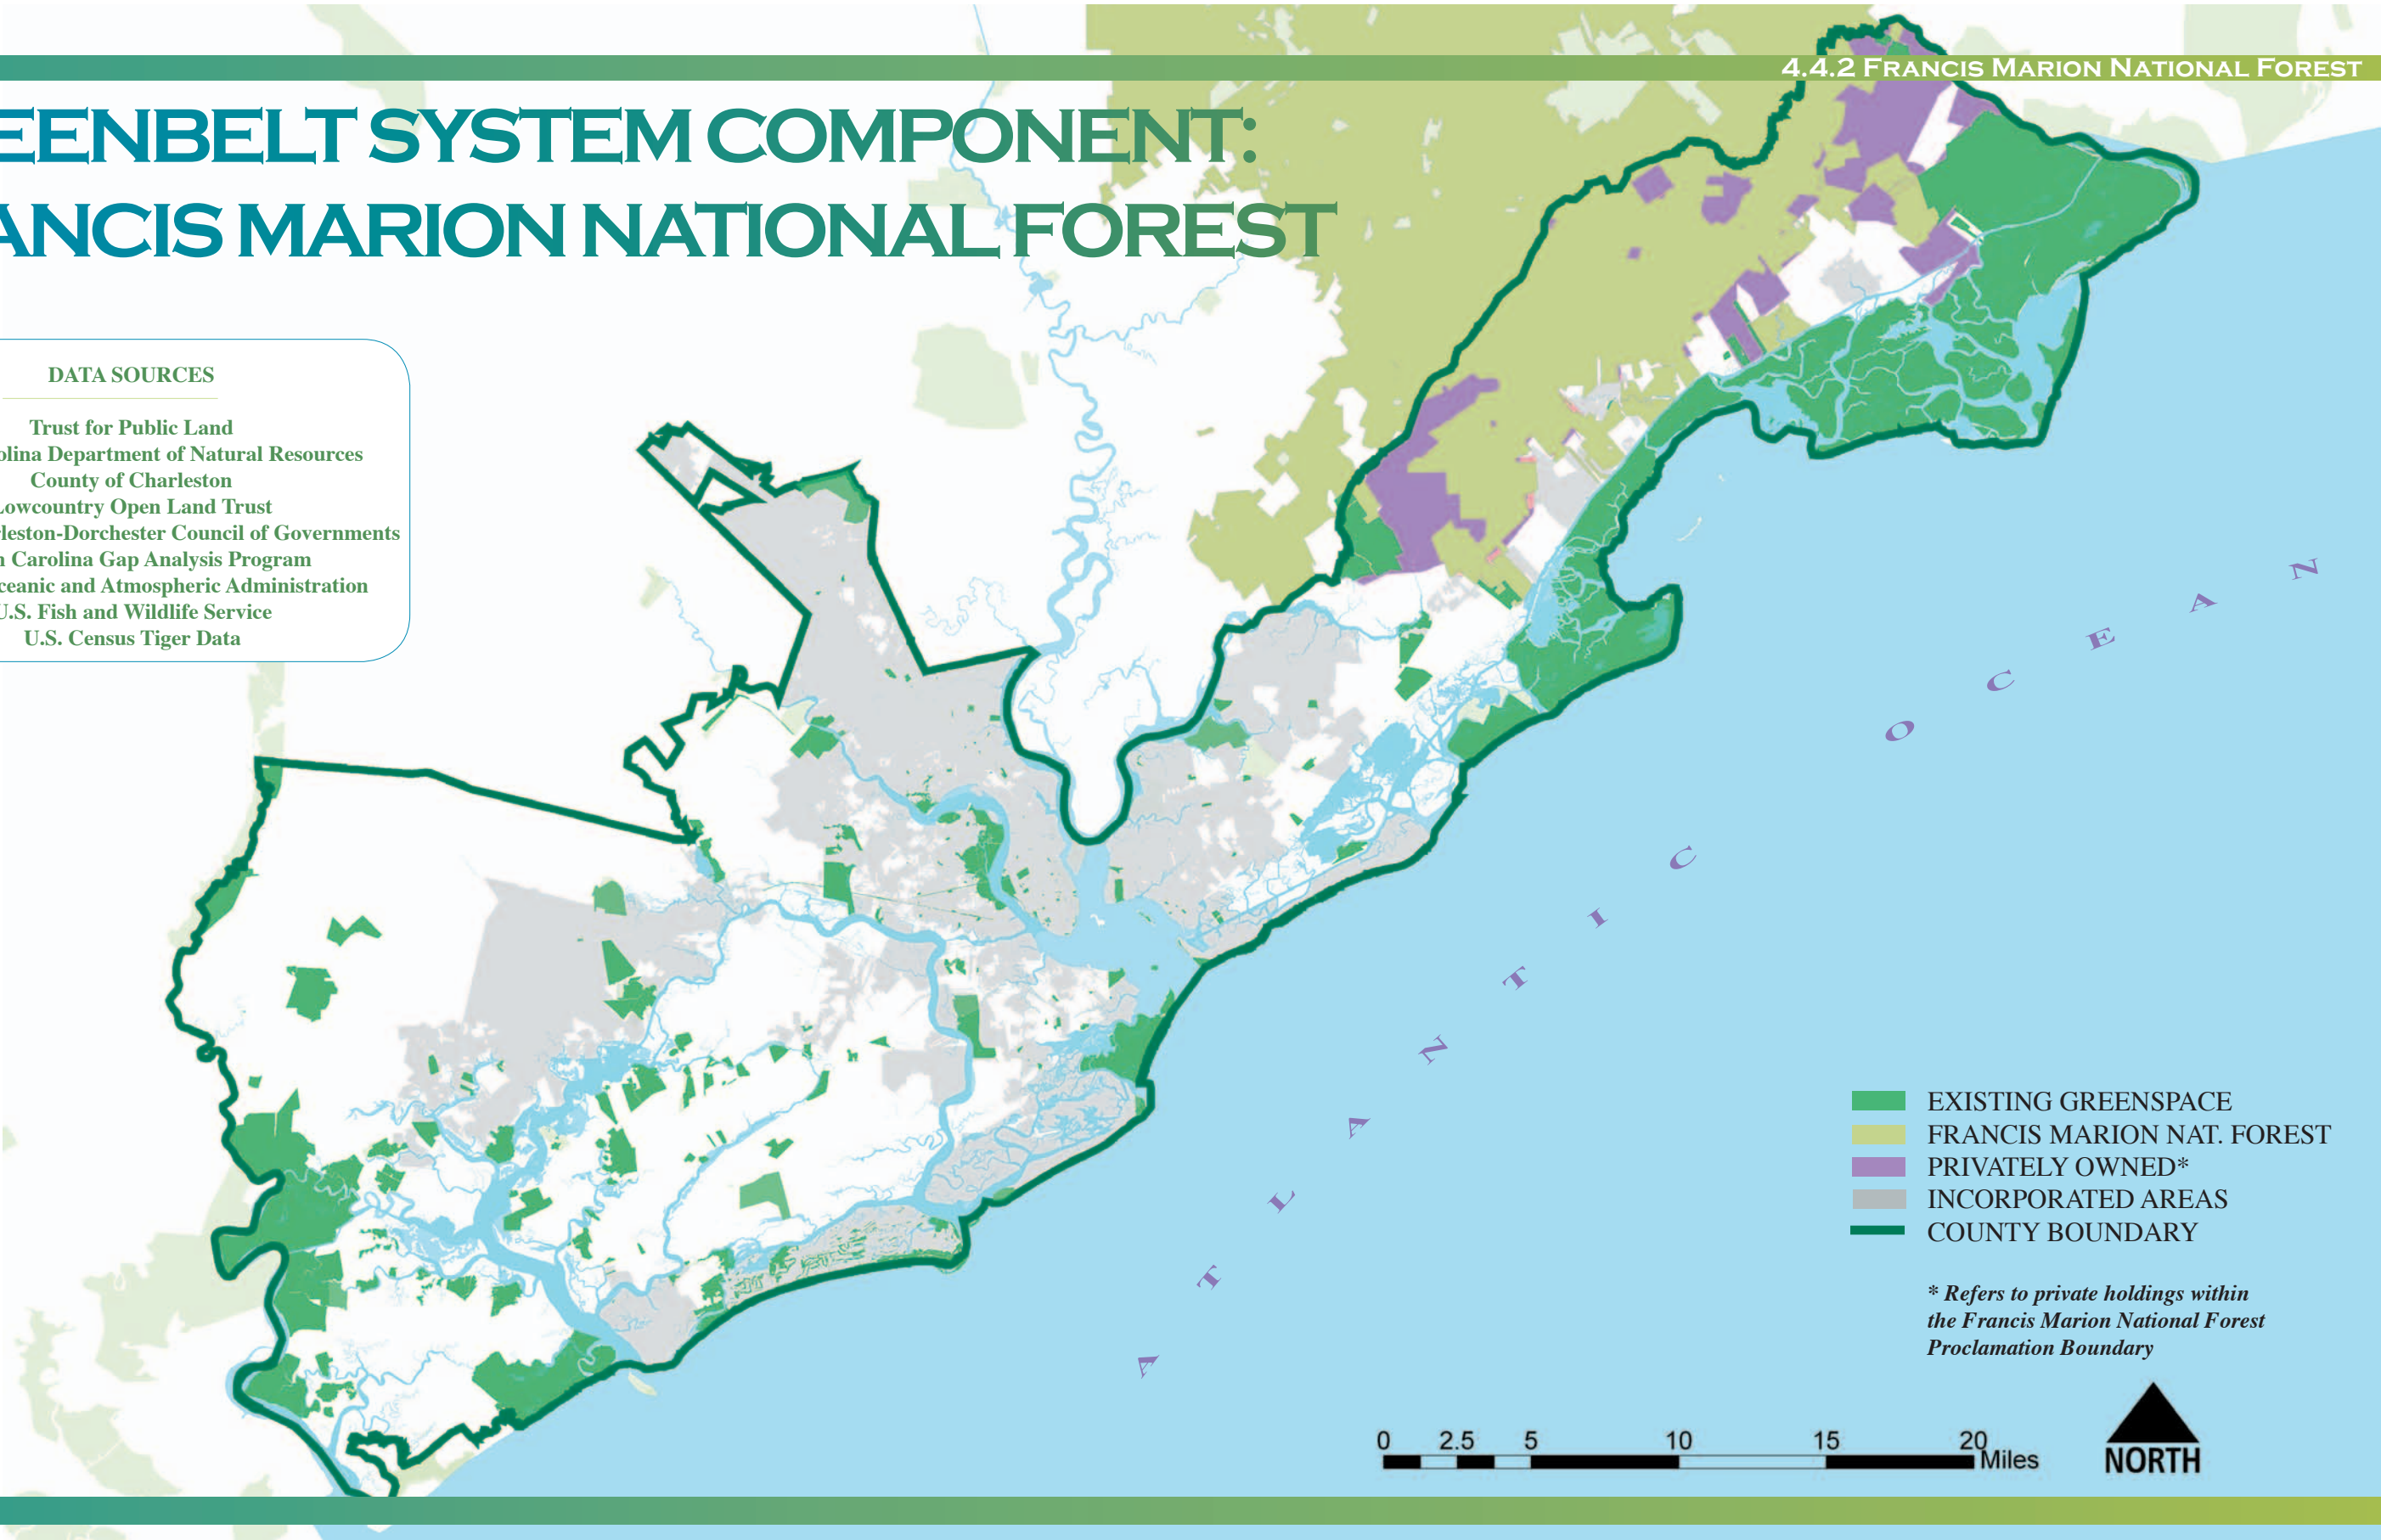 4.4.2 Francis Marion National Forest
EENBELT SYSTEM COMPONENT:
ANCIS MARION NATIONAL FOREST
DATA SOURCES
Trust for Public Land
olina Department of Natural Resources
County of Charleston
Lowcountry Open Land Trust
rleston-Dorchester Council of Governments
n Carolina Gap Analysis Program
ceanic and Atmospheric Administration
U.S. Fish and Wildlife Service
U.S. Census Tiger Data
ATLANTIC OCEAN
EXISTING GREENSPACE
FRANCIS MARION NAT. FOREST
PRIVATELY OWNED*
INCORPORATED AREAS
COUNTY BOUNDARY
* Refers to private holdings within
the Francis Marion National Forest
Proclamation Boundary
0 2.5 5 10 15 20
Miles
NORTH